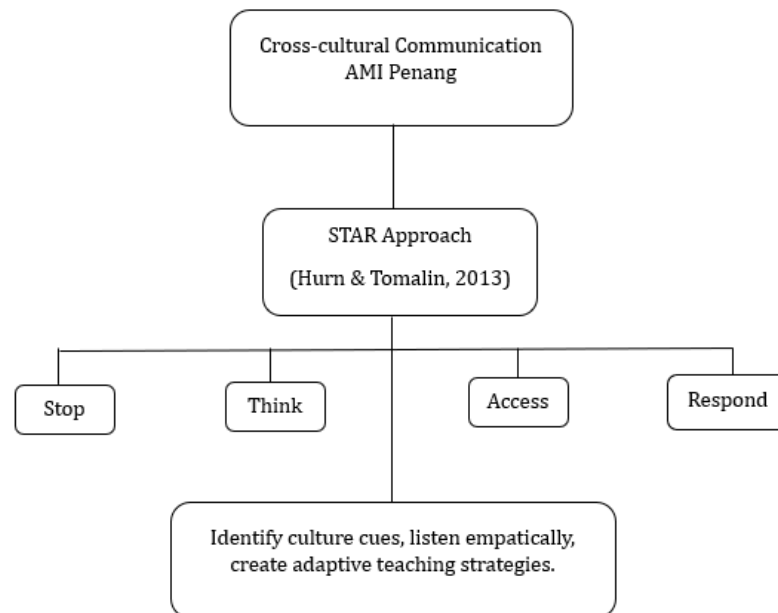 Cross-cultural Communication
AMI Penang
STAR Approach
(Hurn & Tomalin, 2013)
Stop
Think
Access
Respond
Identify culture cues, listen empatically,
create adaptive teaching strategies.